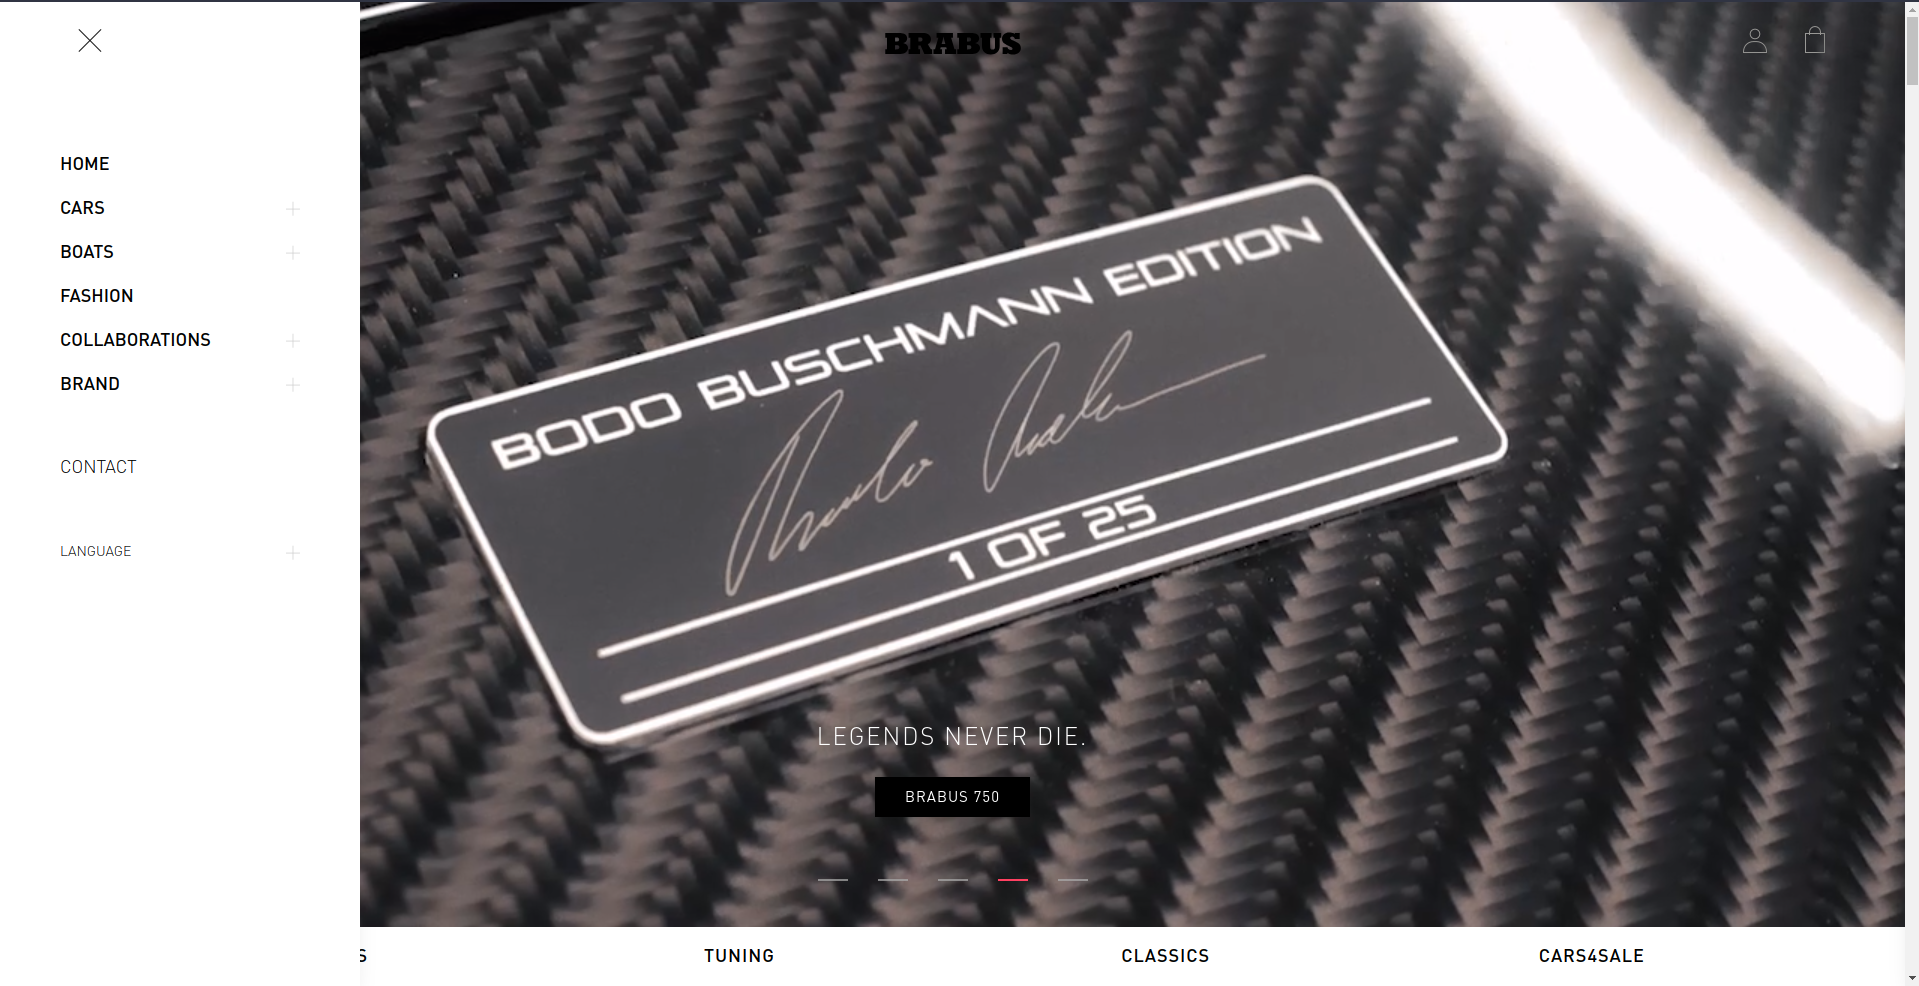 BRABUS
HOME
CARS
BOATS
FASHION
COLLABORATIONS
BRAND
CONTACT
LANGUAGE
BODO BUSCHMANN EDITION
1 OF 25
LEGENDS NEVER DIE.
BRABUS 750
S
TUNING
CLASSICS
CARS4SALE